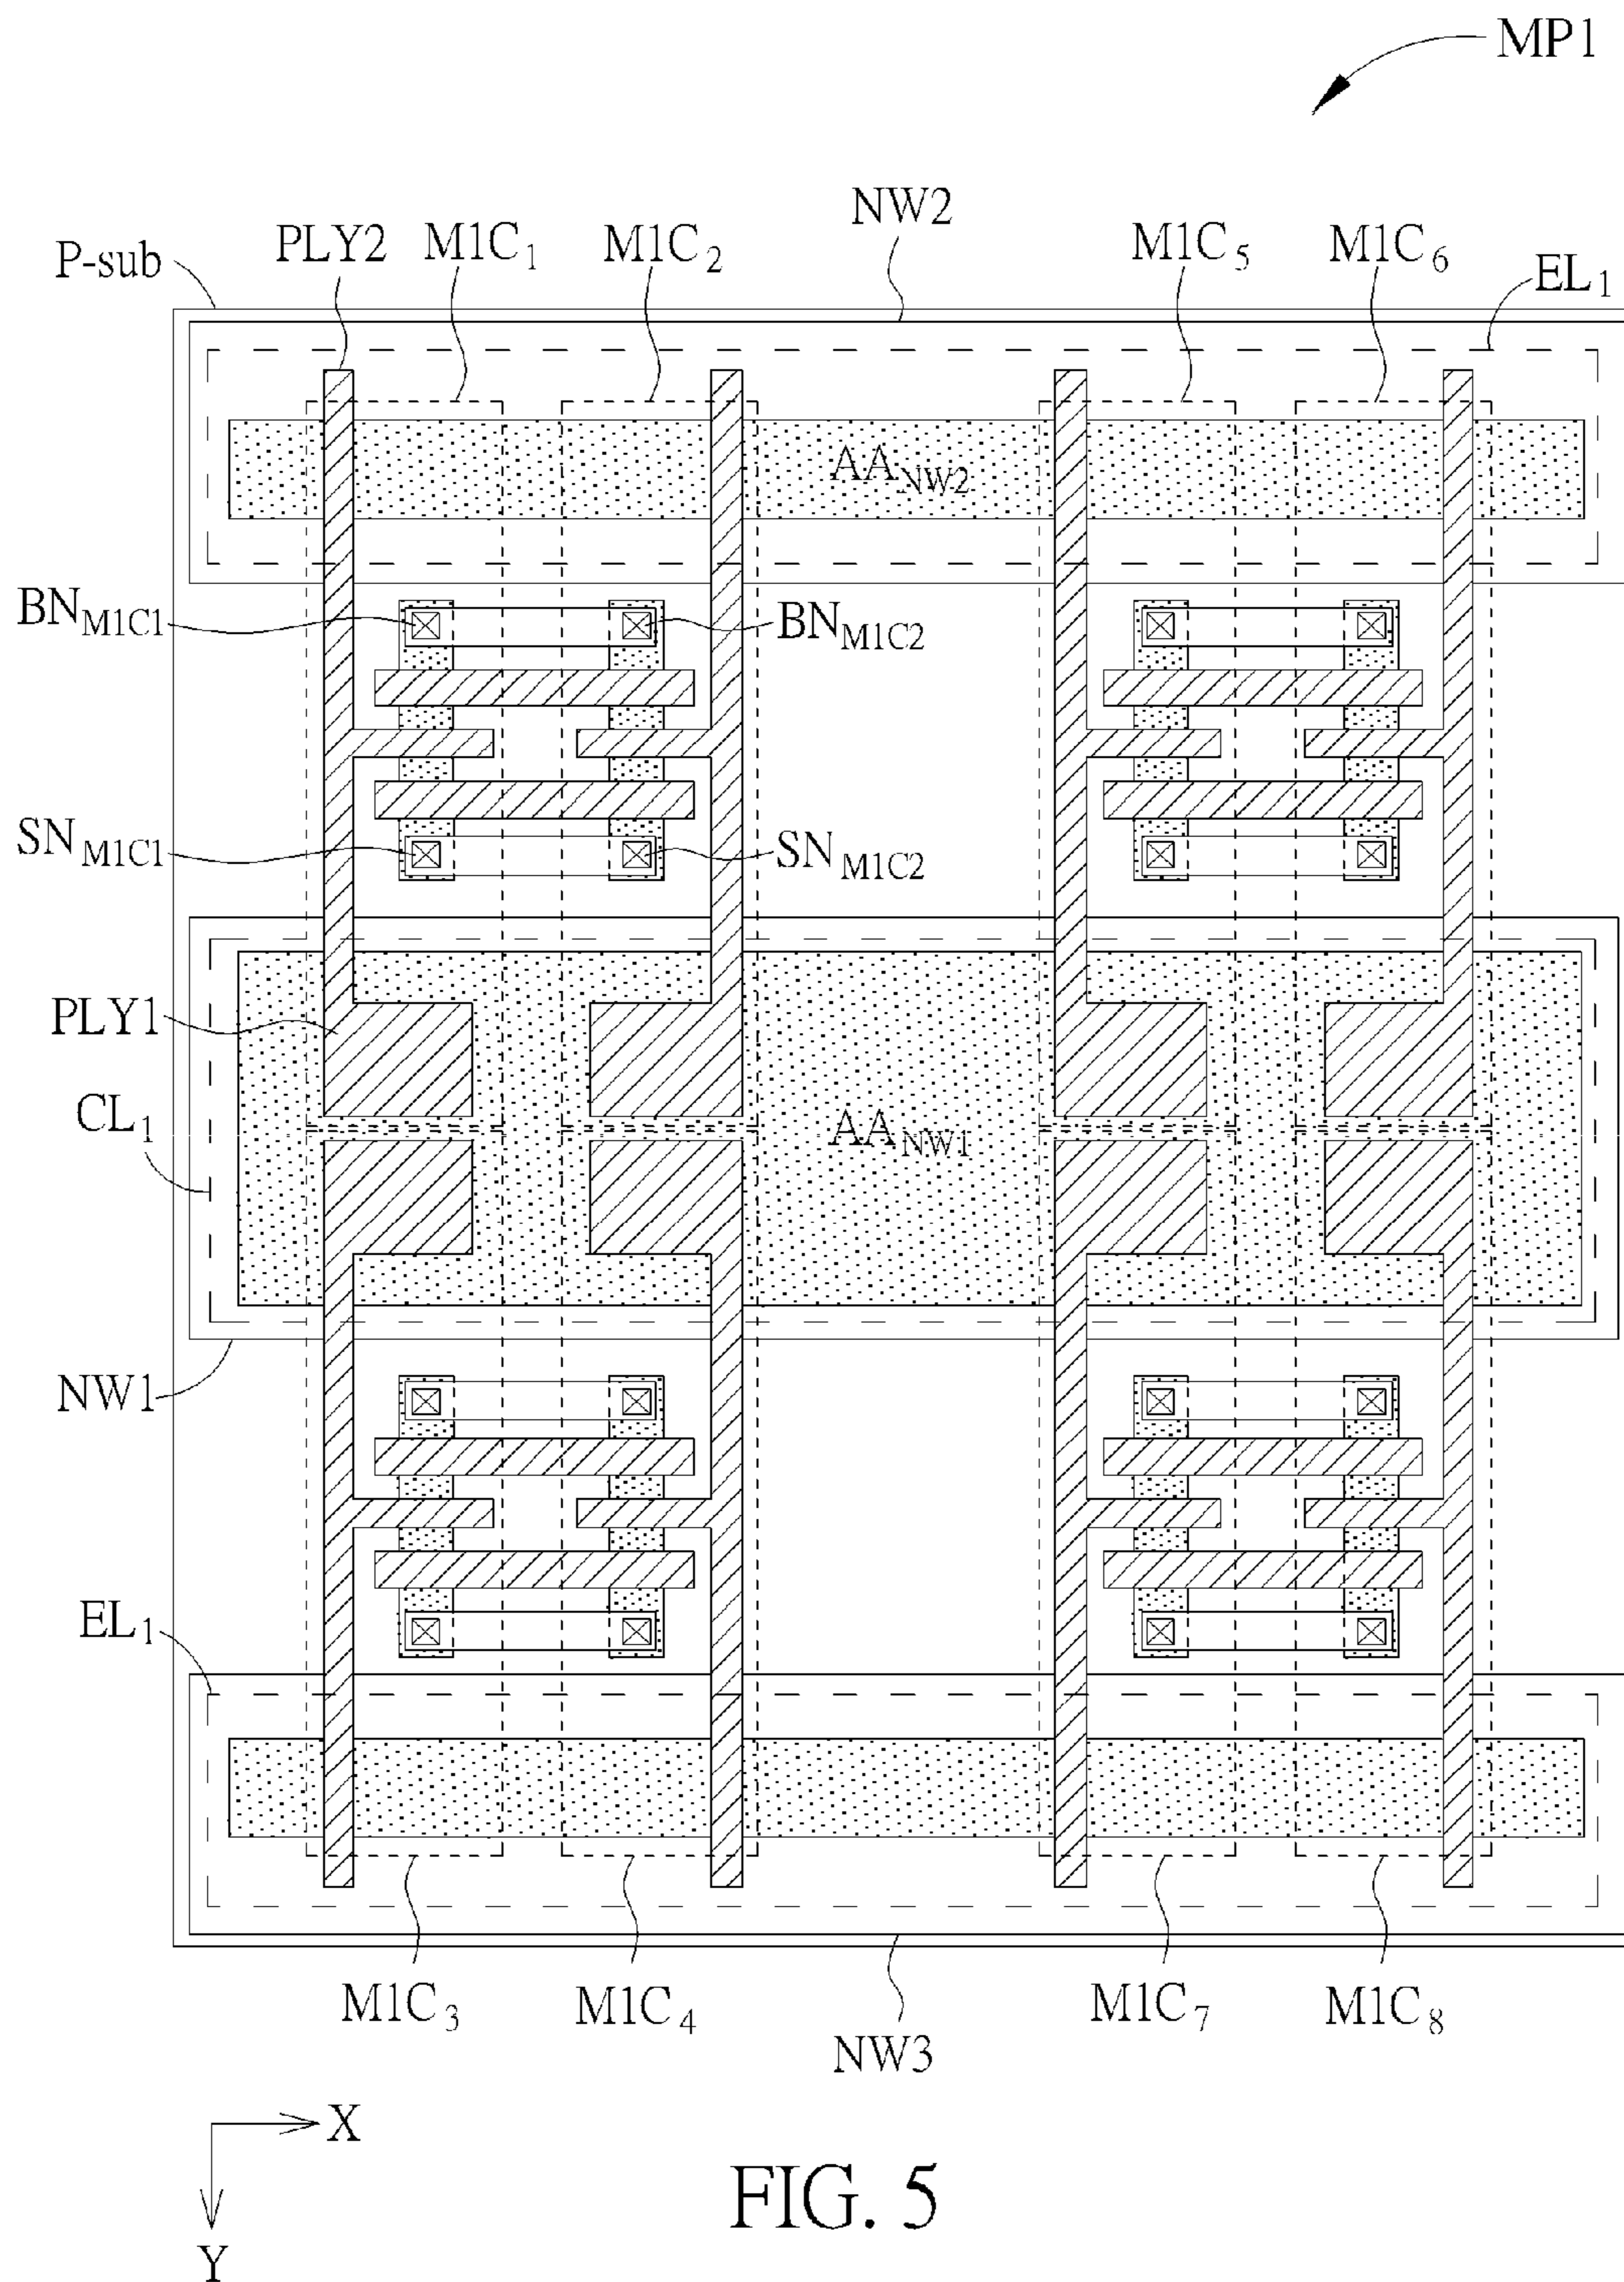 MP1
NW2
P-sub
PLY2
M1C1
M1C2
M1C5
M1C6
EL1
AANW2
BNM1C1
BNM1C2
SNM1C1
SNM1C2
PLY1
CL1
AANW1
NW1
EL1
M1C3
M1C4
M1C7
M1C8
NW3
X
Y
FIG. 5